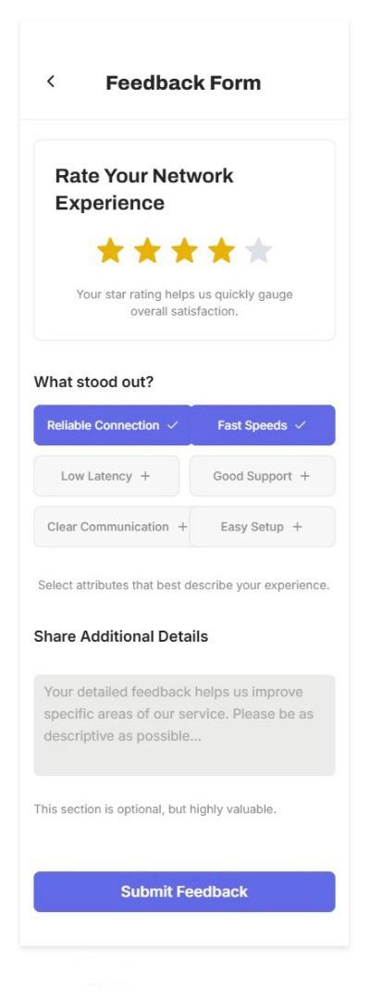 Feedback Form
Rate Your Network
Experience
Your star rating helps us quickly gauge
overall satisfaction.
What stood out?
Reliable Connection
Fast Speeds
Low Latency
Good Support
Clear Communication
Easy Setup
Select attributes that best describe your experience.
Share Additional Details
Your detailed feedback helps us improve
specific areas of our service. Please be as
descriptive as possible...
This section is optional, but highly valuable.
Submit Feedback